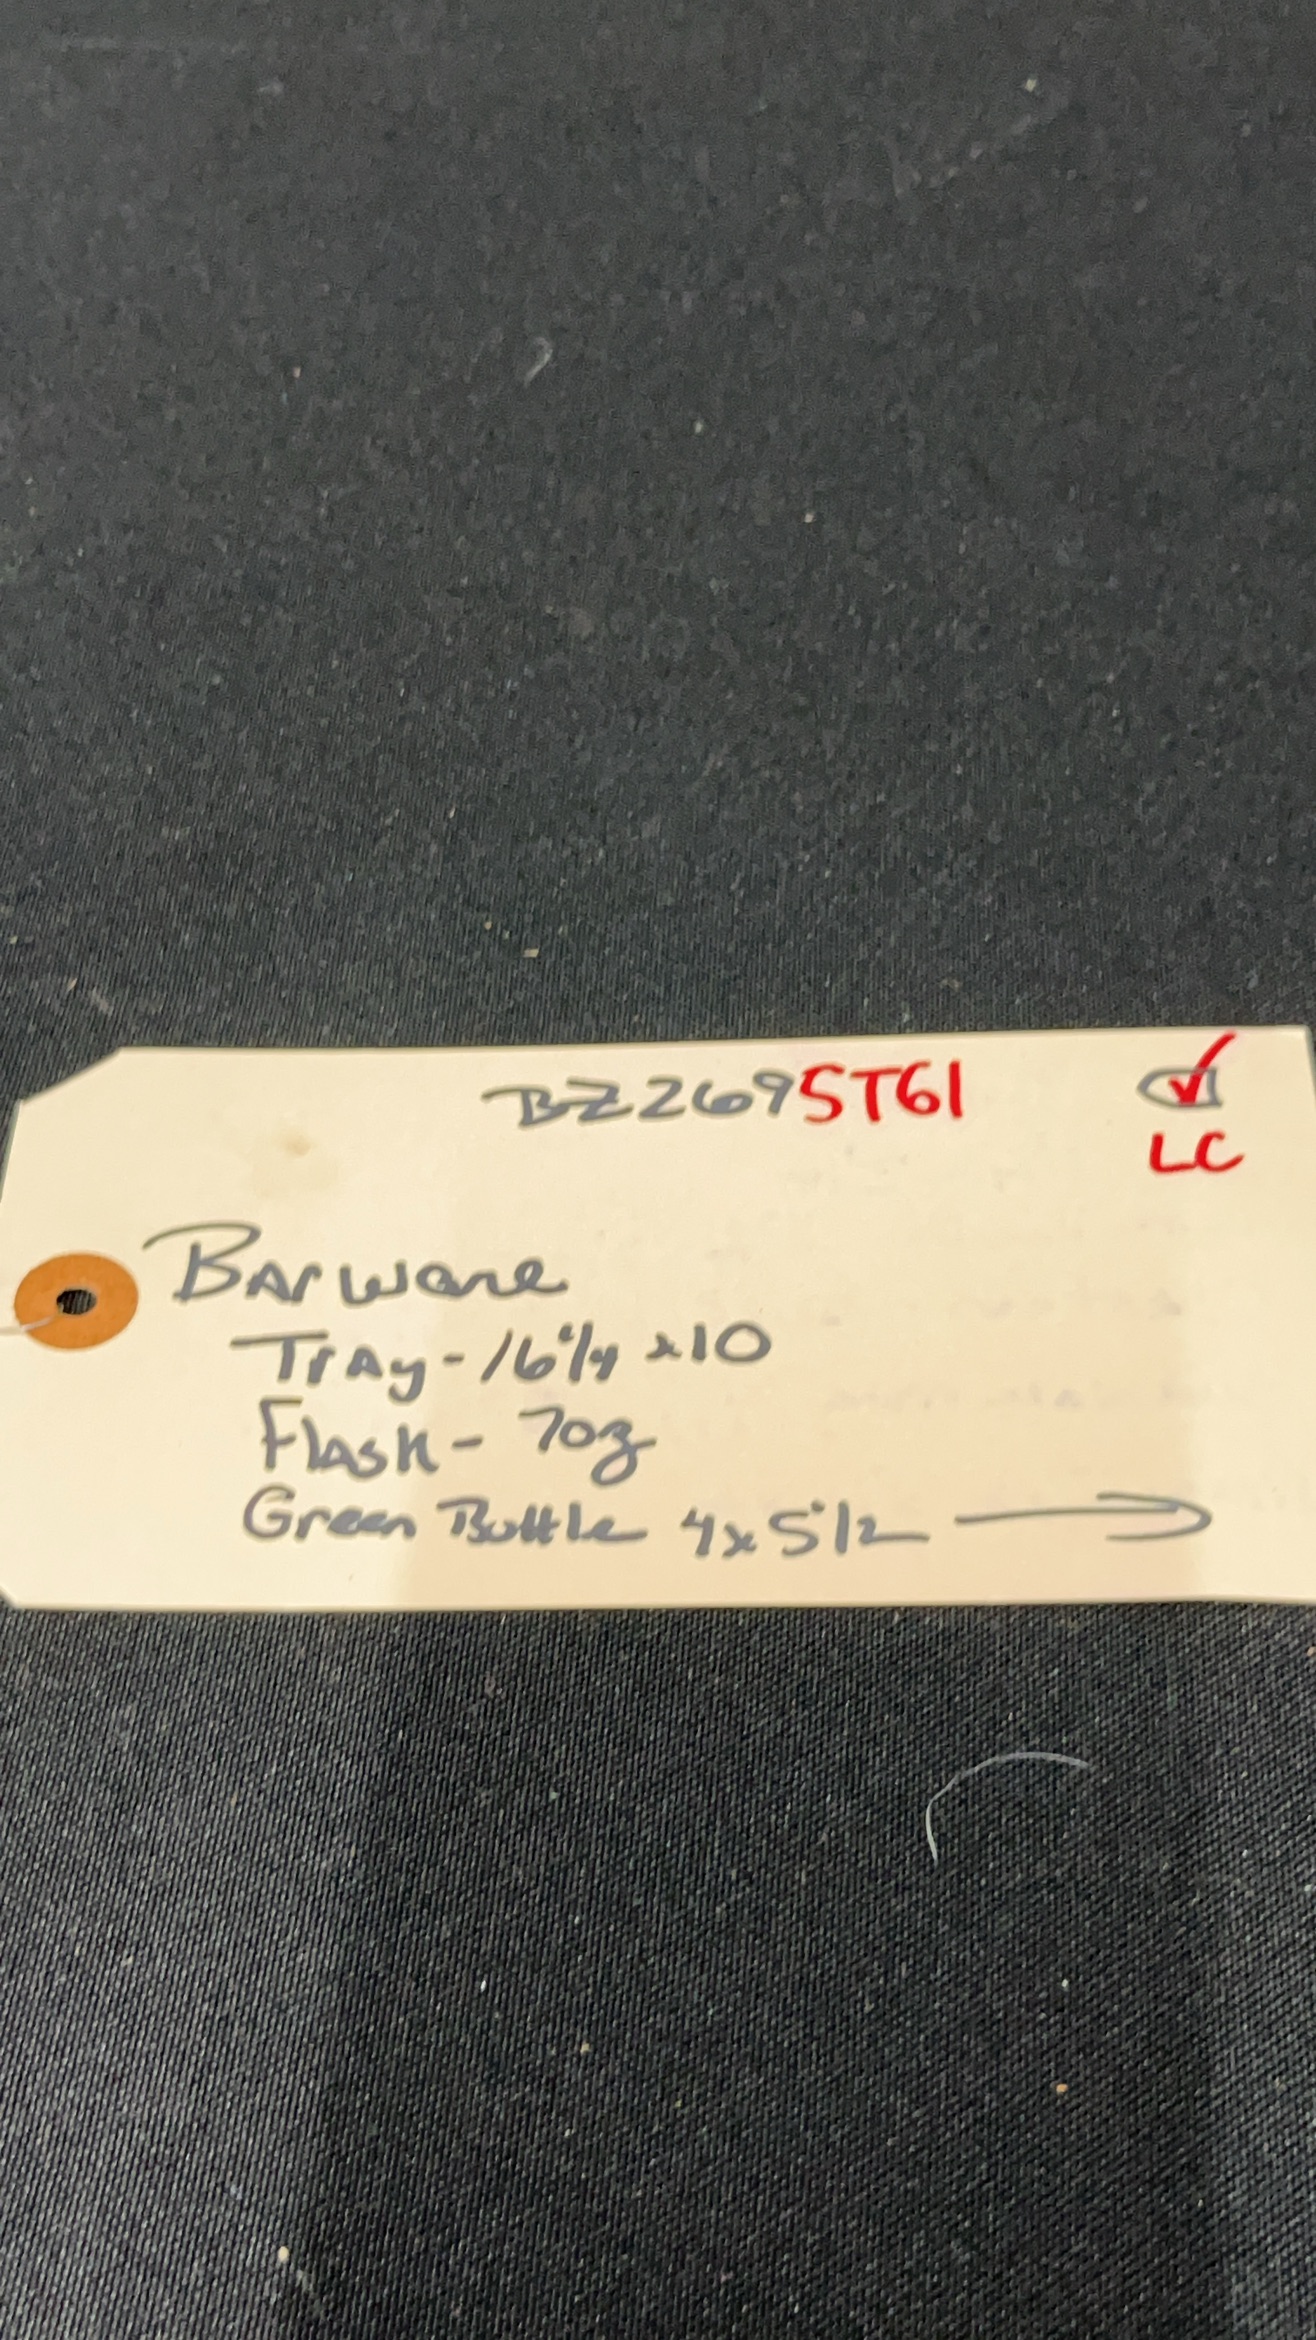 BZ2695T61
LC
Barware
Tray - 16 1/4 x 10
Flask - 7oz
Green Bottle 4 x 5 1/2 →